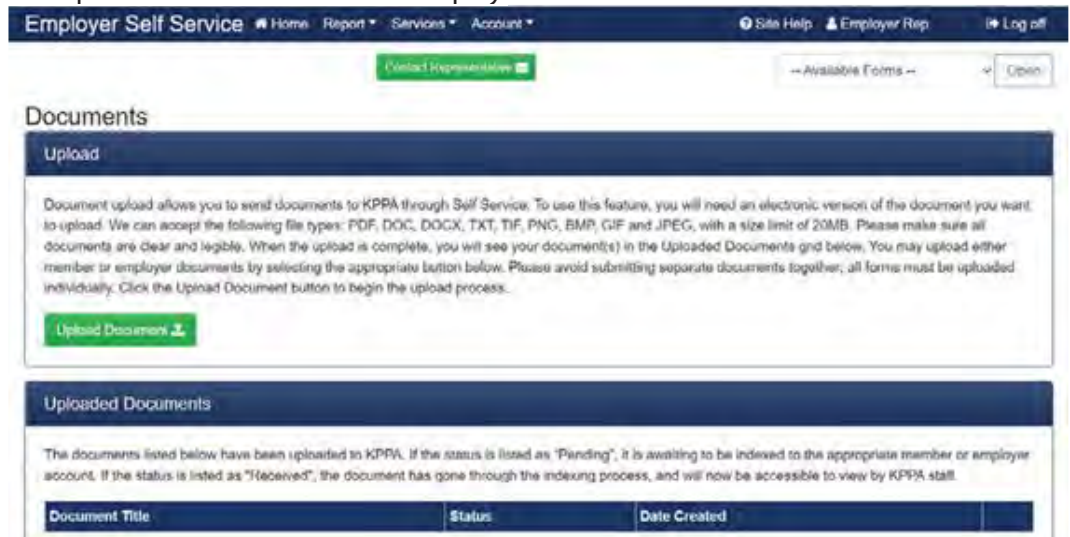 Employer Self Service Home Report Services Account Site Help Employer Rep Log off
Contact Representative -- Available Forms -- Open
Documents
Upload
Document upload allows you to send documents to KPPA through Self Service. To use this feature, you will need an electronic version of the document you want
to upload. We can accept the following file types: PDF, DOC, DOCX, TXT, TIF, PNG, BMP, GIF and JPEG, with a size limit of 20MB. Please make sure all
documents are clear and legible. When the upload is complete, you will see your document(s) in the Uploaded Documents grid below. You may upload either
member or employer documents by selecting the appropriate button below. Please avoid submitting separate documents together, all forms must be uploaded
individually. Click the Upload Document button to begin the upload process.
Upload Document
Uploaded Documents
The documents listed below have been uploaded to KPPA. If the status is listed as "Pending", it is awaiting to be indexed to the appropriate member or employer
account. If the status is listed as "Received", the document has gone through the indexing process, and will now be accessible to view by KPPA staff.
Document Title Status Date Created